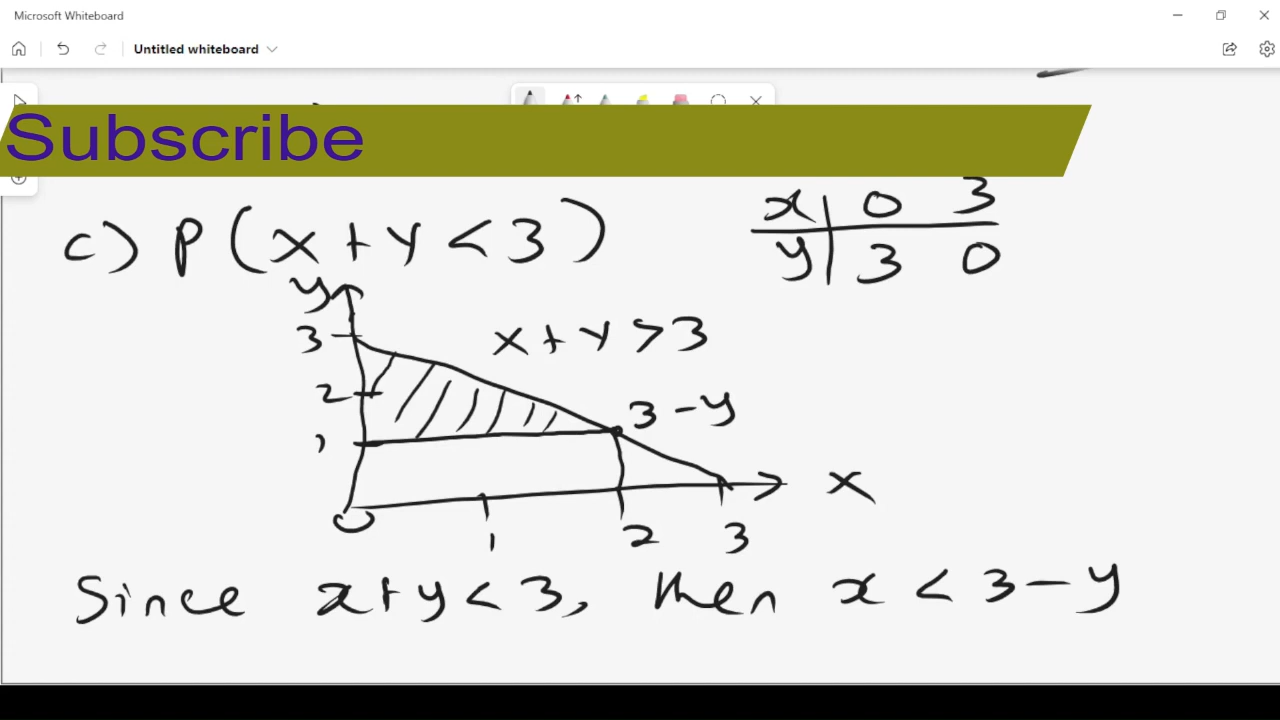 Microsoft Whiteboard
Untitled whiteboard
Subscribe
c) P(X + Y < 3)
x 0 3
y 3 0
y
3
x + y > 3
2
3 - y
1
x
0
1 2 3
Since x + y < 3, then x < 3 - y